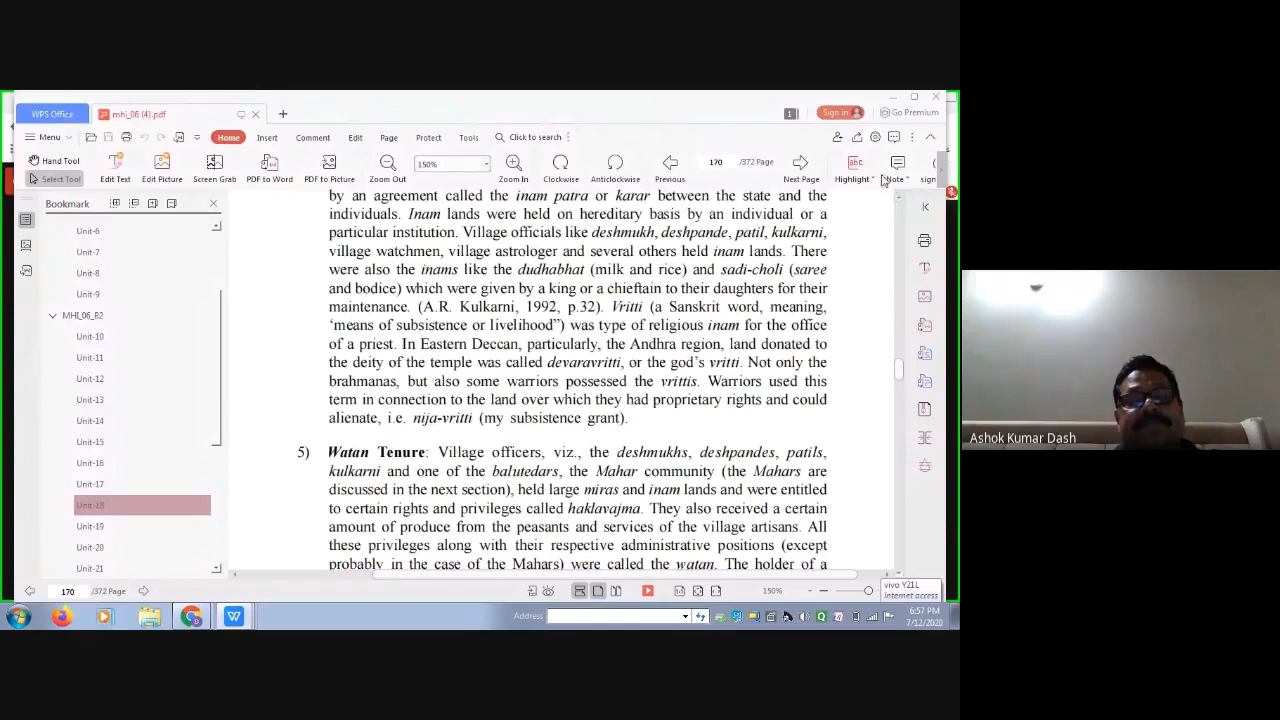 WPS Office
mhi_06 (4).pdf
1
Sign in
Go Premium
Menu
Home
Insert
Comment
Edit
Page
Protect
Tools
Click to search
Hand Tool
Select Tool
Edit Text
Edit Picture
Screen Grab
PDF to Word
PDF to Picture
150%
Zoom Out
Zoom In
Clockwise
Anticlockwise
Previous
170
/372 Page
Next Page
Highlight
Note
sign
Bookmark
Unit-6
Unit-7
Unit-8
Unit-9
MHI_06_B2
Unit-10
Unit-11
Unit-12
Unit-13
Unit-14
Unit-15
Unit-16
Unit-17
Unit-18
Unit-19
Unit-20
Unit-21
by an agreement called the inam patra or karar between the state and the
individuals. Inam lands were held on hereditary basis by an individual or a
particular institution. Village officials like deshmukh, deshpande, patil, kulkarni,
village watchmen, village astrologer and several others held inam lands. There
were also the inams like the dudhabhat (milk and rice) and sadi-choli (saree
and bodice) which were given by a king or a chieftain to their daughters for their
maintenance. (A.R. Kulkarni, 1992, p.32). Vritti (a Sanskrit word, meaning,
‘means of subsistence or livelihood”) was type of religious inam for the office
of a priest. In Eastern Deccan, particularly, the Andhra region, land donated to
the deity of the temple was called devaravritti, or the god’s vritti. Not only the
brahmanas, but also some warriors possessed the vrittis. Warriors used this
term in connection to the land over which they had proprietary rights and could
alienate, i.e. nija-vritti (my subsistence grant).
5) Watan Tenure: Village officers, viz., the deshmukhs, deshpandes, patils,
kulkarni and one of the balutedars, the Mahar community (the Mahars are
discussed in the next section), held large miras and inam lands and were entitled
to certain rights and privileges called haklavajma. They also received a certain
amount of produce from the peasants and services of the village artisans. All
these privileges along with their respective administrative positions (except
probably in the case of the Mahars) were called the watan. The holder of a
170
/372 Page
150%
vivo Y21L
Internet access
Address
6:57 PM
7/12/2020
Ashok Kumar Dash